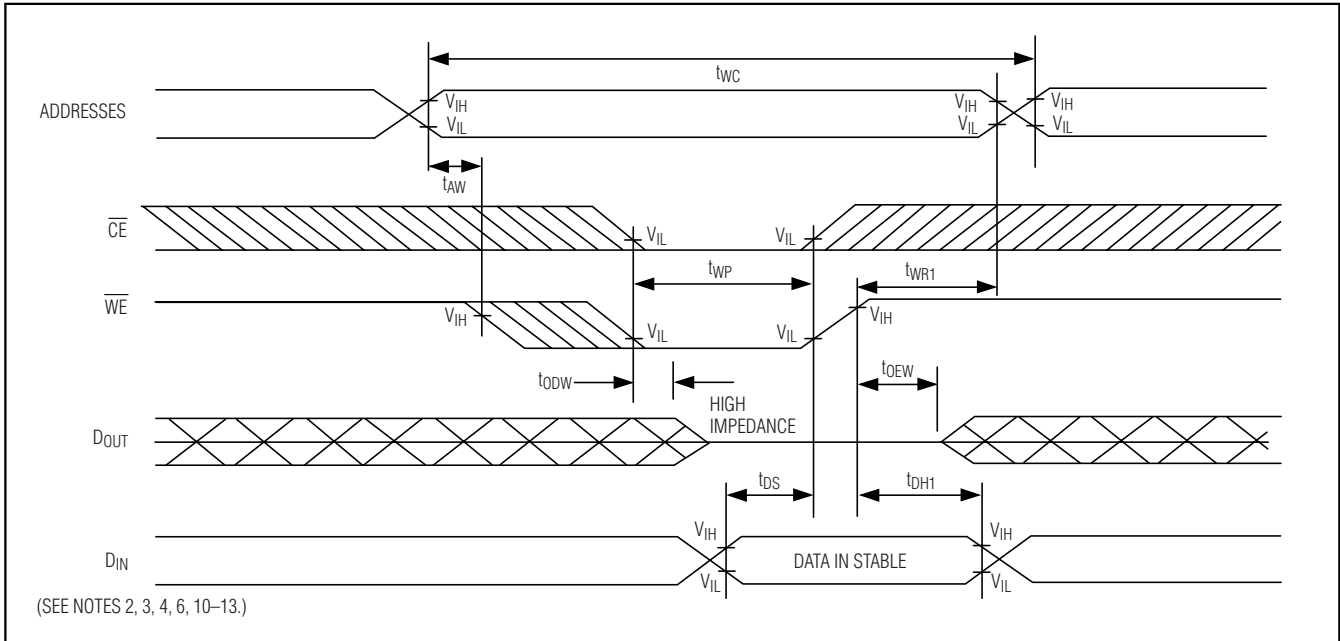 tWC
ADDRESSES
VIH
VIL
VIH
VIL
VIH
VIL
tAW
CE
VIL
VIL
tWP
tWR1
WE
VIH
VIL
VIL
VIH
tODW
tOEW
HIGH
IMPEDANCE
DOUT
tDS
tDH1
VIH
VIH
DIN
DATA IN STABLE
VIL
VIL
(SEE NOTES 2, 3, 4, 6, 10–13.)